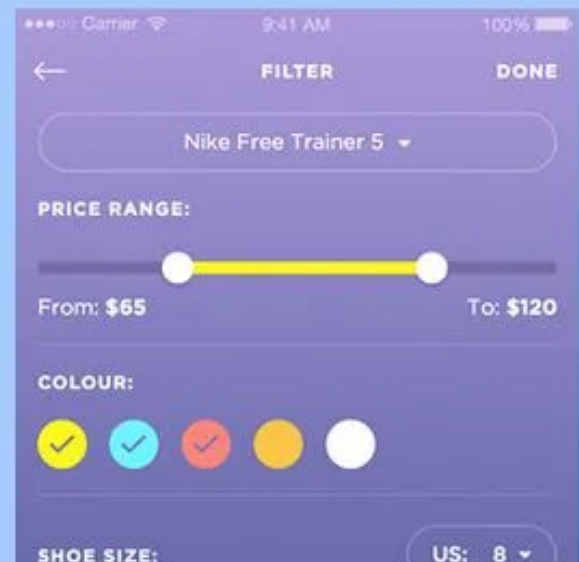 Carrier 9:41 AM 100%
FILTER DONE
Nike Free Trainer 5
PRICE RANGE:
From: $65 To: $120
COLOUR:
SHOE SIZE: US: 8